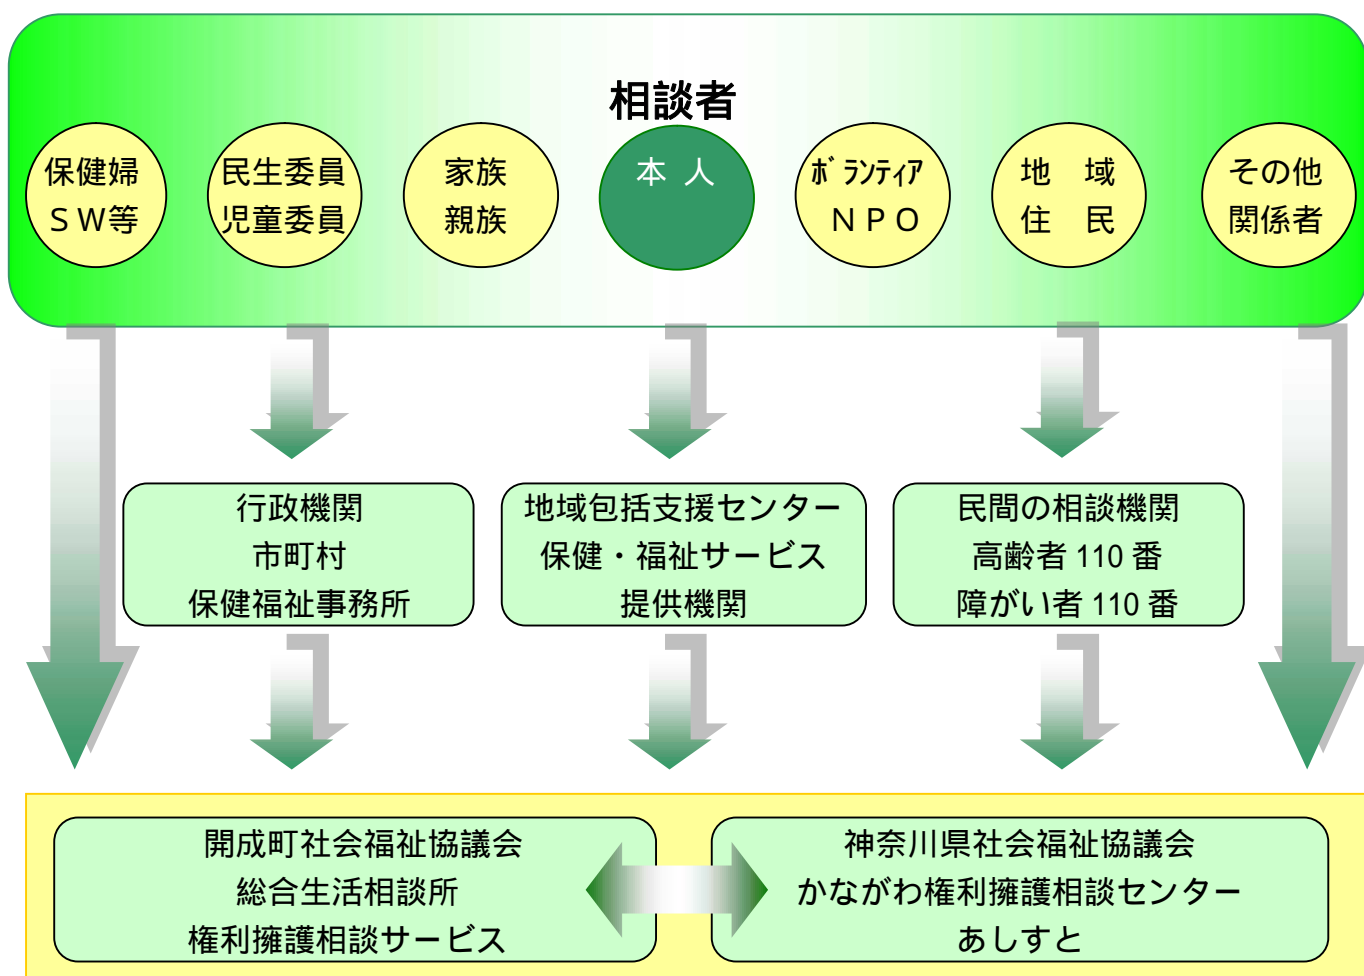 相談者
保健婦
ＳＷ等
民生委員
児童委員
家族
親族
本 人
ﾎﾞﾗﾝﾃｨｱ
ＮＰＯ
地　域
住　民
その他
関係者
行政機関
市町村
保健福祉事務所
地域包括支援センター
保健・福祉サービス
提供機関
民間の相談機関
高齢者 110 番
障がい者 110 番
開成町社会福祉協議会
総合生活相談所
権利擁護相談サービス
神奈川県社会福祉協議会
かながわ権利擁護相談センター
あしすと